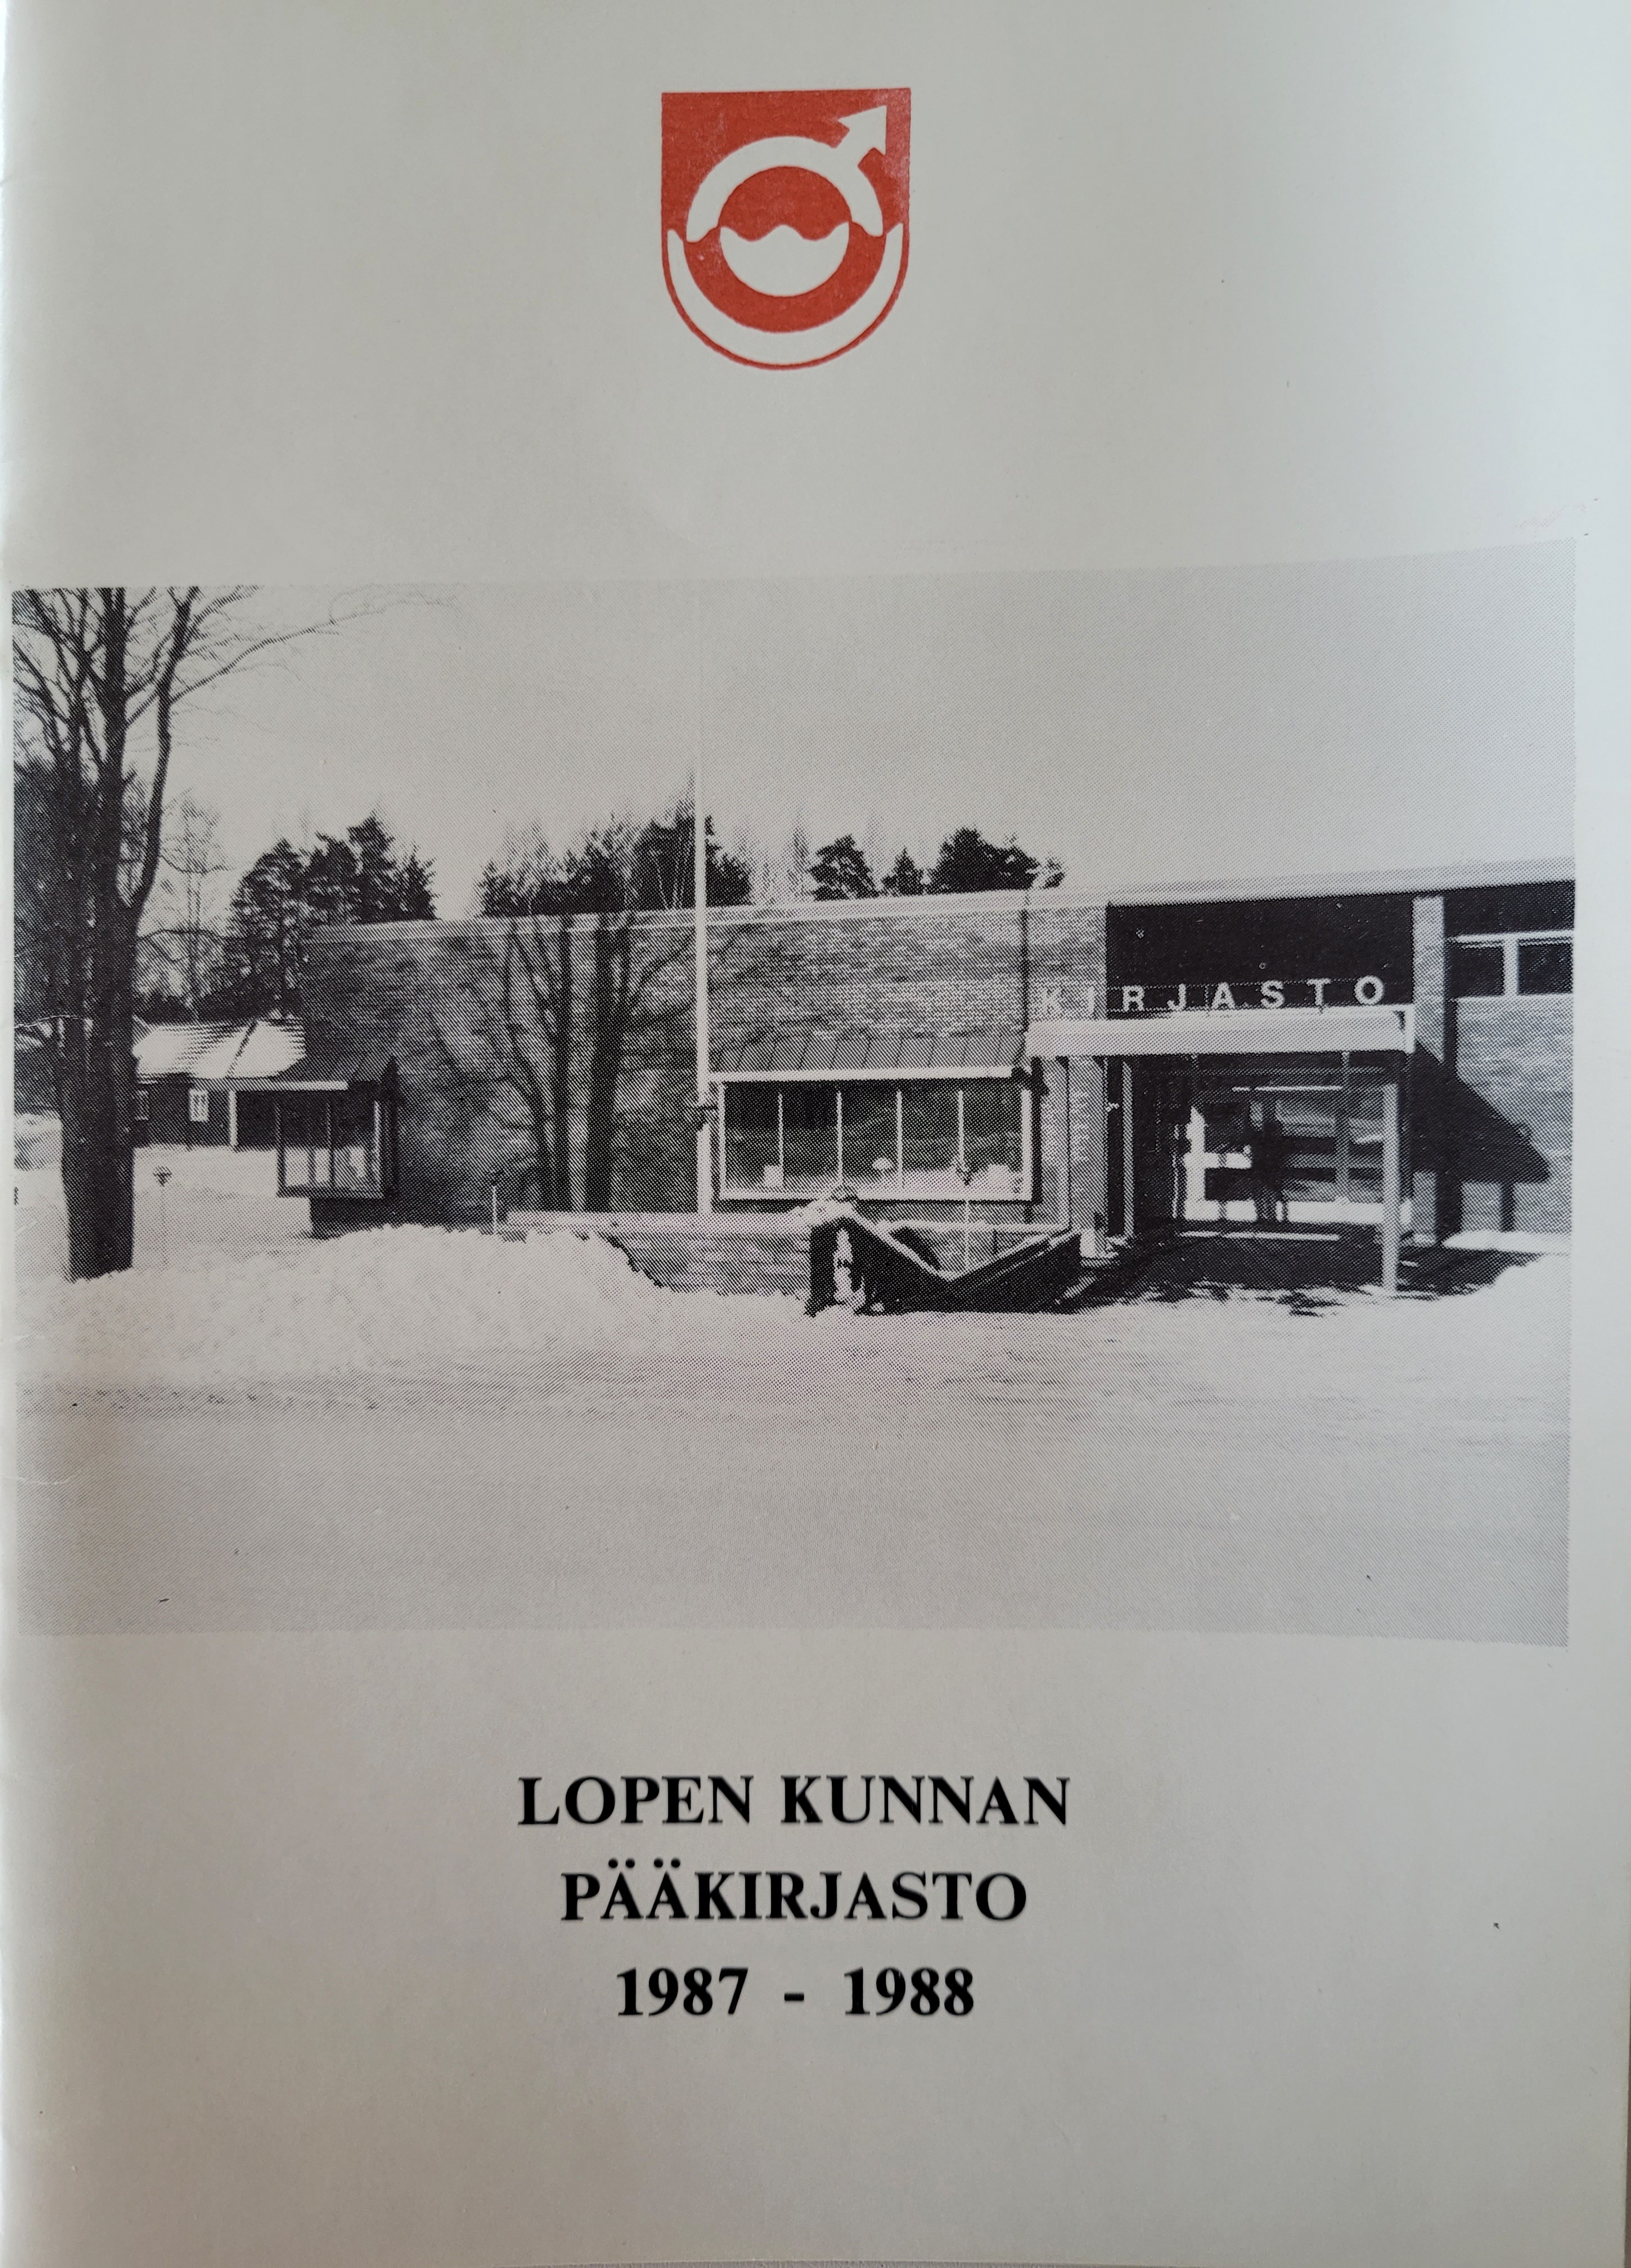 KIRJASTO
LOPEN KUNNAN
PÄÄKIRJASTO
1987 - 1988